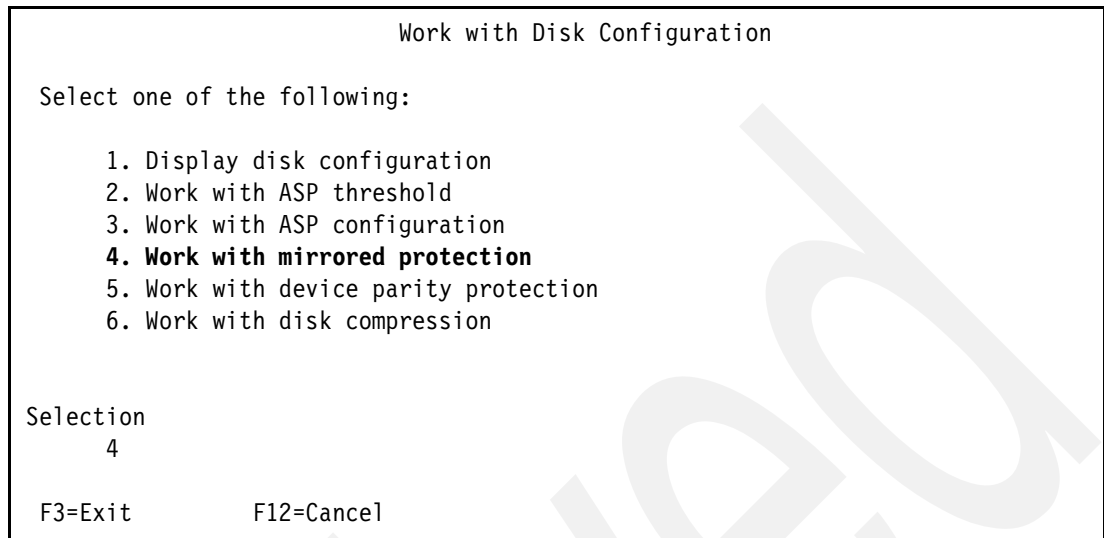 Work with Disk Configuration
Select one of the following:
1. Display disk configuration
2. Work with ASP threshold
3. Work with ASP configuration
4. Work with mirrored protection
5. Work with device parity protection
6. Work with disk compression
Selection
4
F3=Exit F12=Cancel